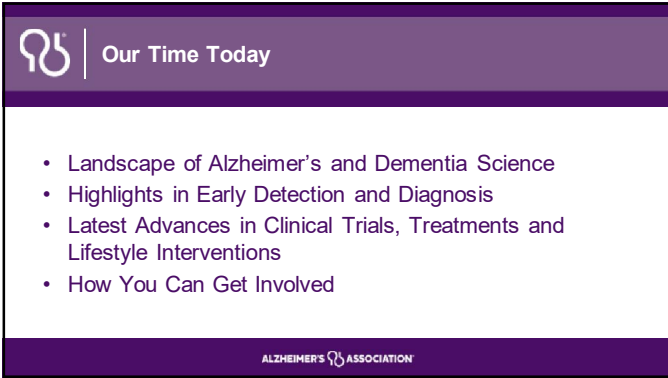 Our Time Today
• Landscape of Alzheimer's and Dementia Science
• Highlights in Early Detection and Diagnosis
• Latest Advances in Clinical Trials, Treatments and
Lifestyle Interventions
• How You Can Get Involved
ALZHEIMER'S ASSOCIATION